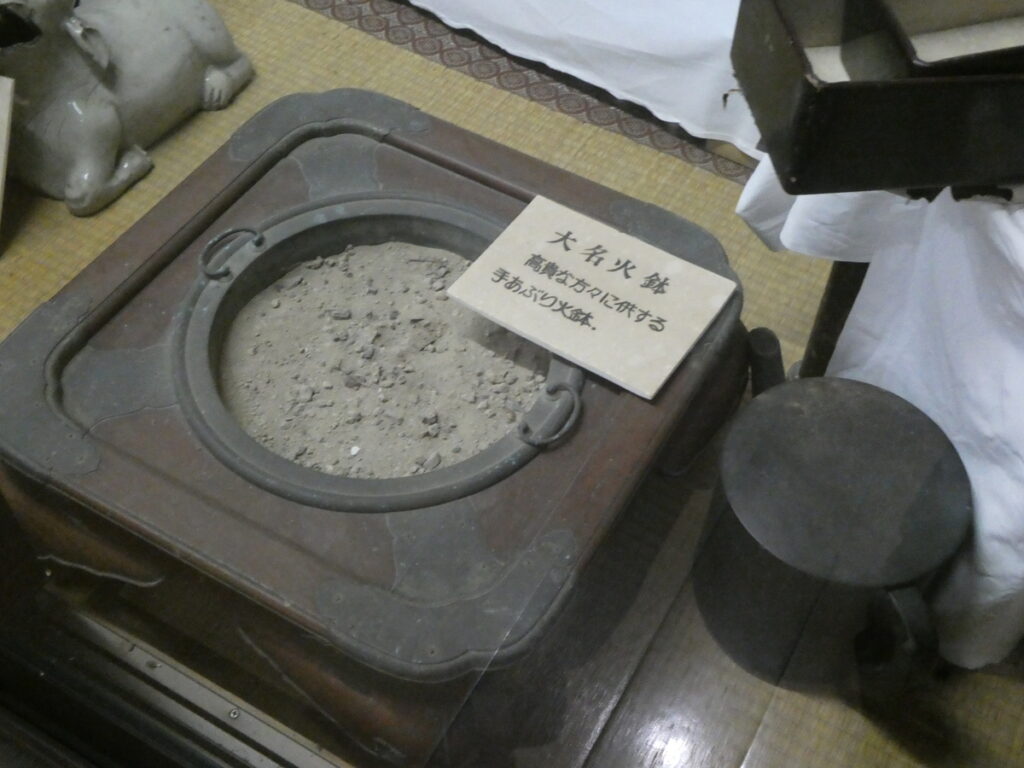 大名火鉢
高貴な方々に供する
手あぶり火鉢.